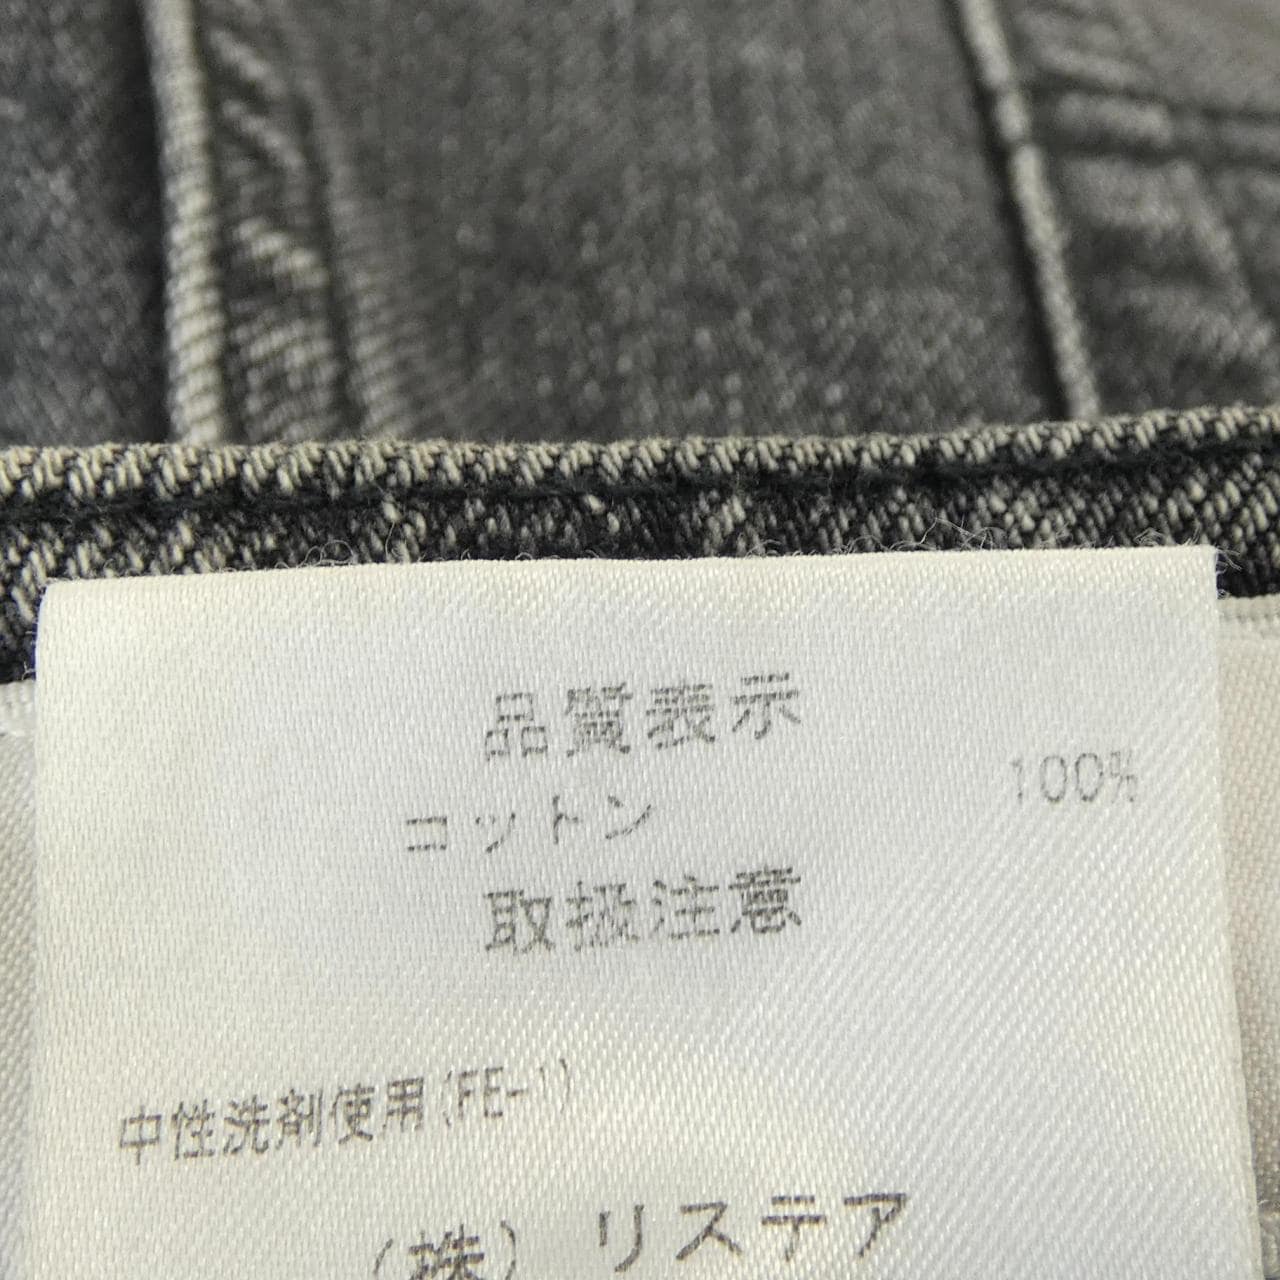 品質表示
コットン 100%
取扱注意
中性洗剤使用(FE-1)
(株) リステア